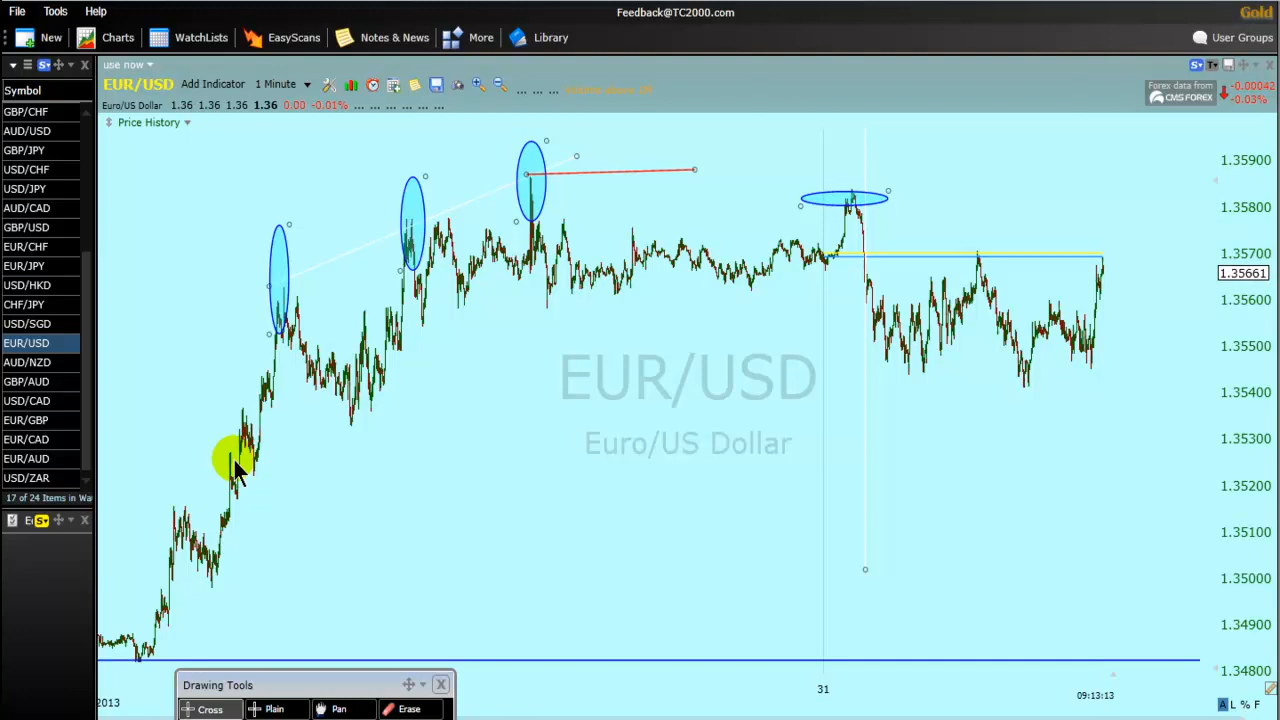 File Tools Help Feedback@TC2000.com Gold
New Charts WatchLists EasyScans Notes & News More Library User Groups
use now
EUR/USD Add Indicator 1 Minute
Forex data from CMS FOREX -0.00042 -0.03%
Euro/US Dollar 1.36 1.36 1.36 1.36 0.00 -0.01% ... ... ... ... ...
Price History
Symbol
GBP/CHF
AUD/USD
GBP/JPY
USD/CHF
USD/JPY
AUD/CAD
GBP/USD
EUR/CHF
EUR/JPY
USD/HKD
CHF/JPY
USD/SGD
EUR/USD
AUD/NZD
GBP/AUD
USD/CAD
EUR/GBP
EUR/CAD
EUR/AUD
USD/ZAR
17 of 24 Items in Wa
EUR/USD
Euro/US Dollar
1.35900
1.35800
1.35700
1.35661
1.35600
1.35500
1.35400
1.35300
1.35200
1.35100
1.35000
1.34900
1.34800
2013 31 09:13:13
Drawing Tools
Cross Plain Pan Erase
A L % F